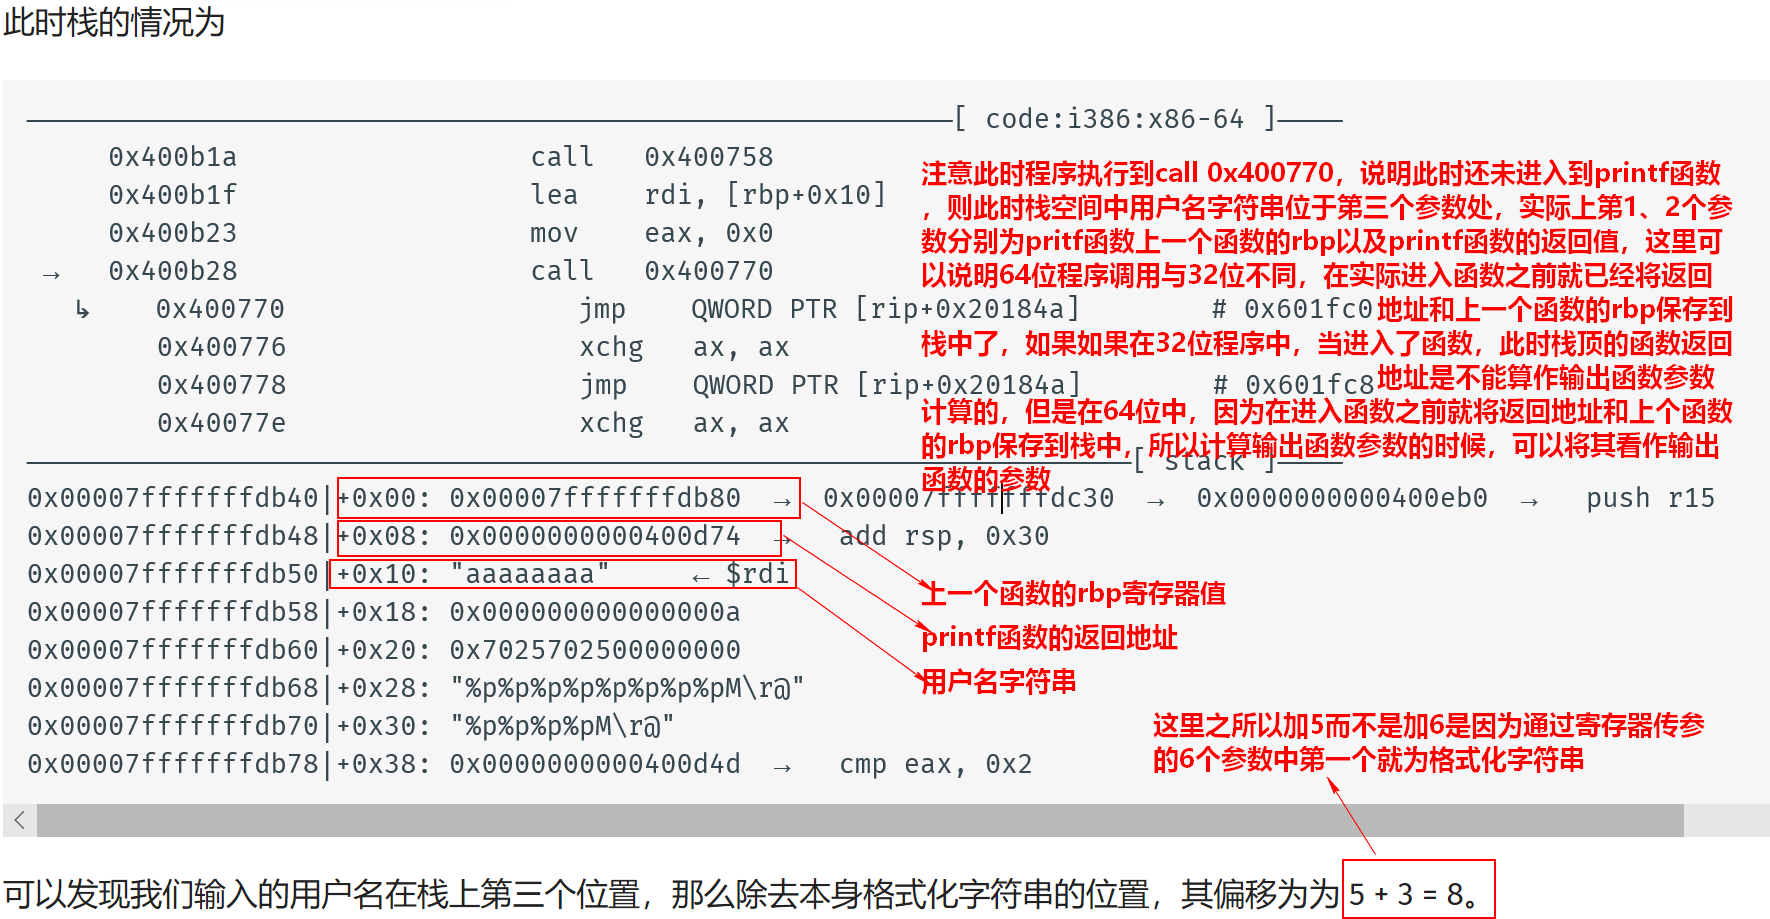 此时栈的情况为
[ code:i386:x86-64 ]
0x400b1a call 0x400758
0x400b1f lea rdi, [rbp+0x10]
0x400b23 mov eax, 0x0
→ 0x400b28 call 0x400770
↳ 0x400770 jmp QWORD PTR [rip+0x20184a] # 0x601fc0
0x400776 xchg ax, ax
0x400778 jmp QWORD PTR [rip+0x20184a] # 0x601fc8
0x40077e xchg ax, ax
注意此时程序执行到call 0x400770，说明此时还未进入到printf函数
，则此时栈空间中用户名字符串位于第三个参数处，实际上第1、2个参
数分别为pritf函数上一个函数的rbp以及printf函数的返回值，这里可
以说明64位程序调用与32位不同，在实际进入函数之前就已经将返回
地址和上一个函数的rbp保存到
栈中了，如果如果在32位程序中，当进入了函数，此时栈顶的函数返回
地址是不能算作输出函数参数
计算的，但是在64位中，因为在进入函数之前就将返回地址和上个函数
的rbp保存到栈中，所以计算输出函数参数的时候，可以将其看作输出
函数的参数
[ stack ]
0x00007fffffffdb40|+0x00: 0x00007fffffffdb80 → 0x00007fffffffdc30 → 0x0000000000400eb0 → push r15
0x00007fffffffdb48|+0x08: 0x0000000000400d74 → add rsp, 0x30
0x00007fffffffdb50|+0x10: "aaaaaaaa" ← $rdi
0x00007fffffffdb58|+0x18: 0x000000000000000a
0x00007fffffffdb60|+0x20: 0x7025702500000000
0x00007fffffffdb68|+0x28: "%p%p%p%p%p%p%p%pM\r@"
0x00007fffffffdb70|+0x30: "%p%p%p%pM\r@"
0x00007fffffffdb78|+0x38: 0x0000000000400d4d → cmp eax, 0x2
上一个函数的rbp寄存器值
printf函数的返回地址
用户名字符串
这里之所以加5而不是加6是因为通过寄存器传参
的6个参数中第一个就为格式化字符串
可以发现我们输入的用户名在栈上第三个位置，那么除去本身格式化字符串的位置，其偏移为为 5 + 3 = 8。